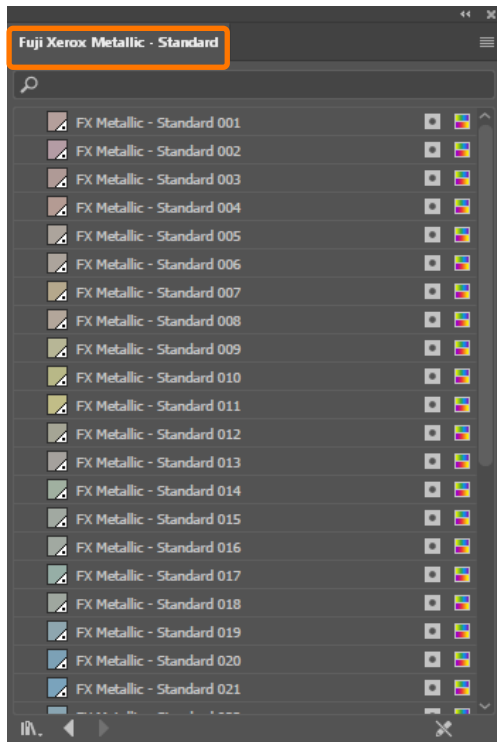 Fuji Xerox Metallic - Standard
FX Metallic - Standard 001
FX Metallic - Standard 002
FX Metallic - Standard 003
FX Metallic - Standard 004
FX Metallic - Standard 005
FX Metallic - Standard 006
FX Metallic - Standard 007
FX Metallic - Standard 008
FX Metallic - Standard 009
FX Metallic - Standard 010
FX Metallic - Standard 011
FX Metallic - Standard 012
FX Metallic - Standard 013
FX Metallic - Standard 014
FX Metallic - Standard 015
FX Metallic - Standard 016
FX Metallic - Standard 017
FX Metallic - Standard 018
FX Metallic - Standard 019
FX Metallic - Standard 020
FX Metallic - Standard 021